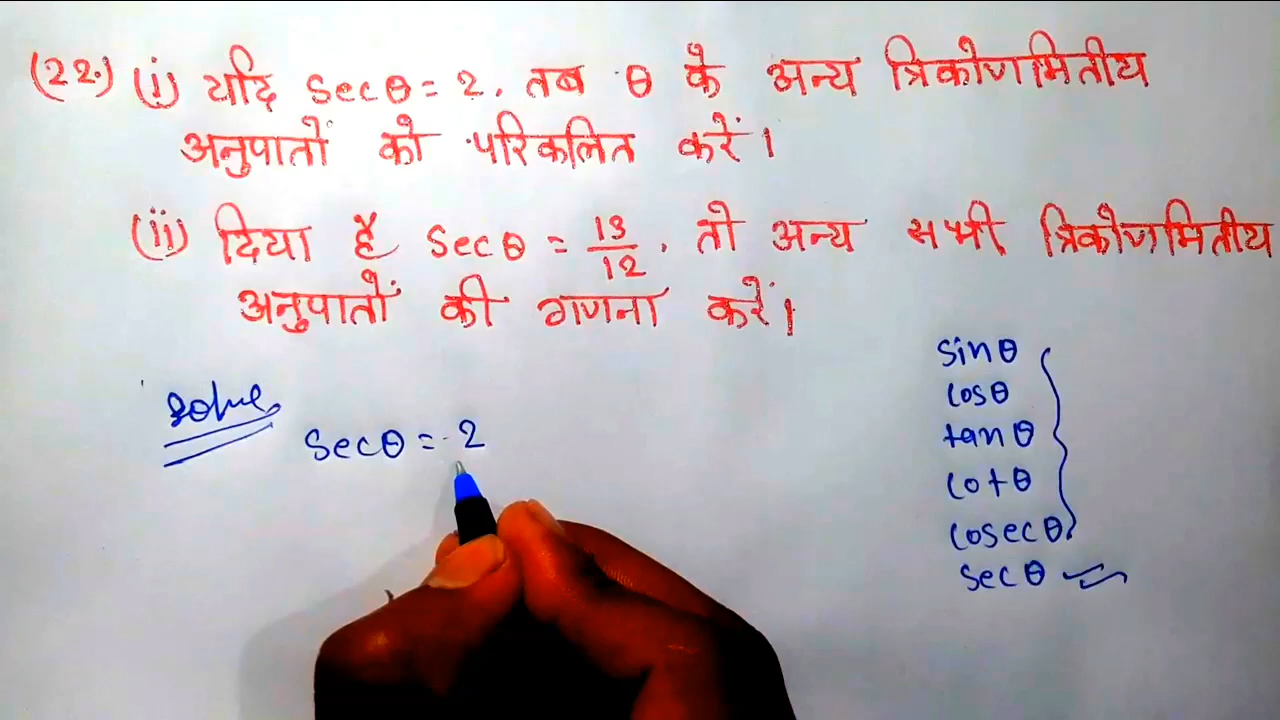 (22.) (i) यदि secθ = 2. तब θ के अन्य त्रिकोणमितीय
अनुपातों को परिकलित करें।
(ii) दिया है secθ = 13/12. तो अन्य सभी त्रिकोणमितीय
अनुपातों की गणना करें।
solve
secθ = 2
sinθ
cosθ
tanθ
cotθ
cosecθ
secθ